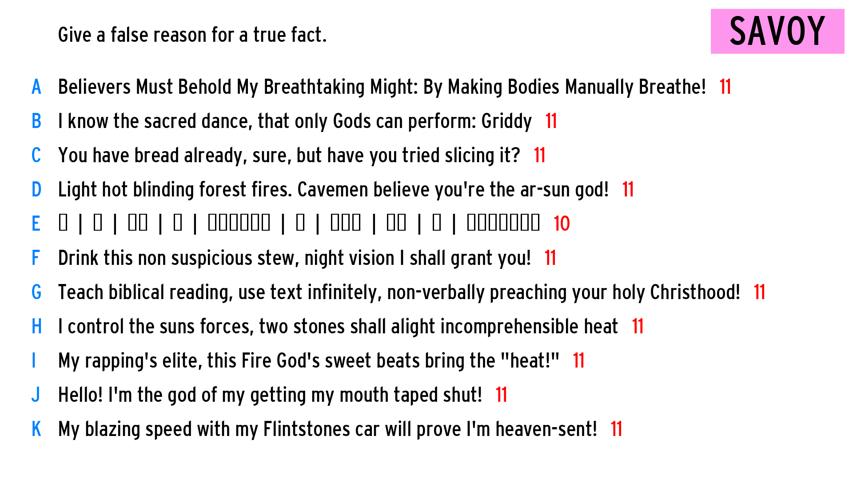 Give a false reason for a true fact.
SAVOY
A Believers Must Behold My Breathtaking Might: By Making Bodies Manually Breathe! 11
B I know the sacred dance, that only Gods can perform: Griddy 11
C You have bread already, sure, but have you tried slicing it? 11
D Light hot blinding forest fires. Cavemen believe you're the ar-sun god! 11
E ▯ | ▯ | ▯▯ | ▯ | ▯▯▯▯▯▯ | ▯ | ▯▯▯ | ▯▯ | ▯ | ▯▯▯▯▯▯▯ 10
F Drink this non suspicious stew, night vision I shall grant you! 11
G Teach biblical reading, use text infinitely, non-verbally preaching your holy Christhood! 11
H I control the suns forces, two stones shall alight incomprehensible heat 11
I My rapping's elite, this Fire God's sweet beats bring the "heat!" 11
J Hello! I'm the god of my getting my mouth taped shut! 11
K My blazing speed with my Flintstones car will prove I'm heaven-sent! 11